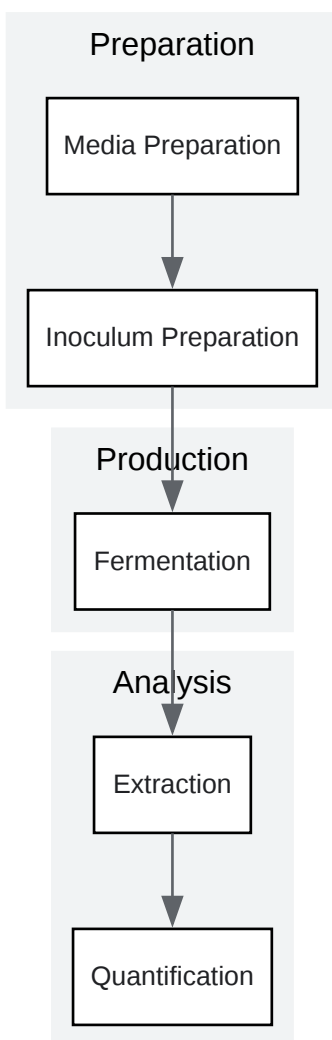 Preparation
Media Preparation
Inoculum Preparation
Production
Fermentation
Analysis
Extraction
Quantification